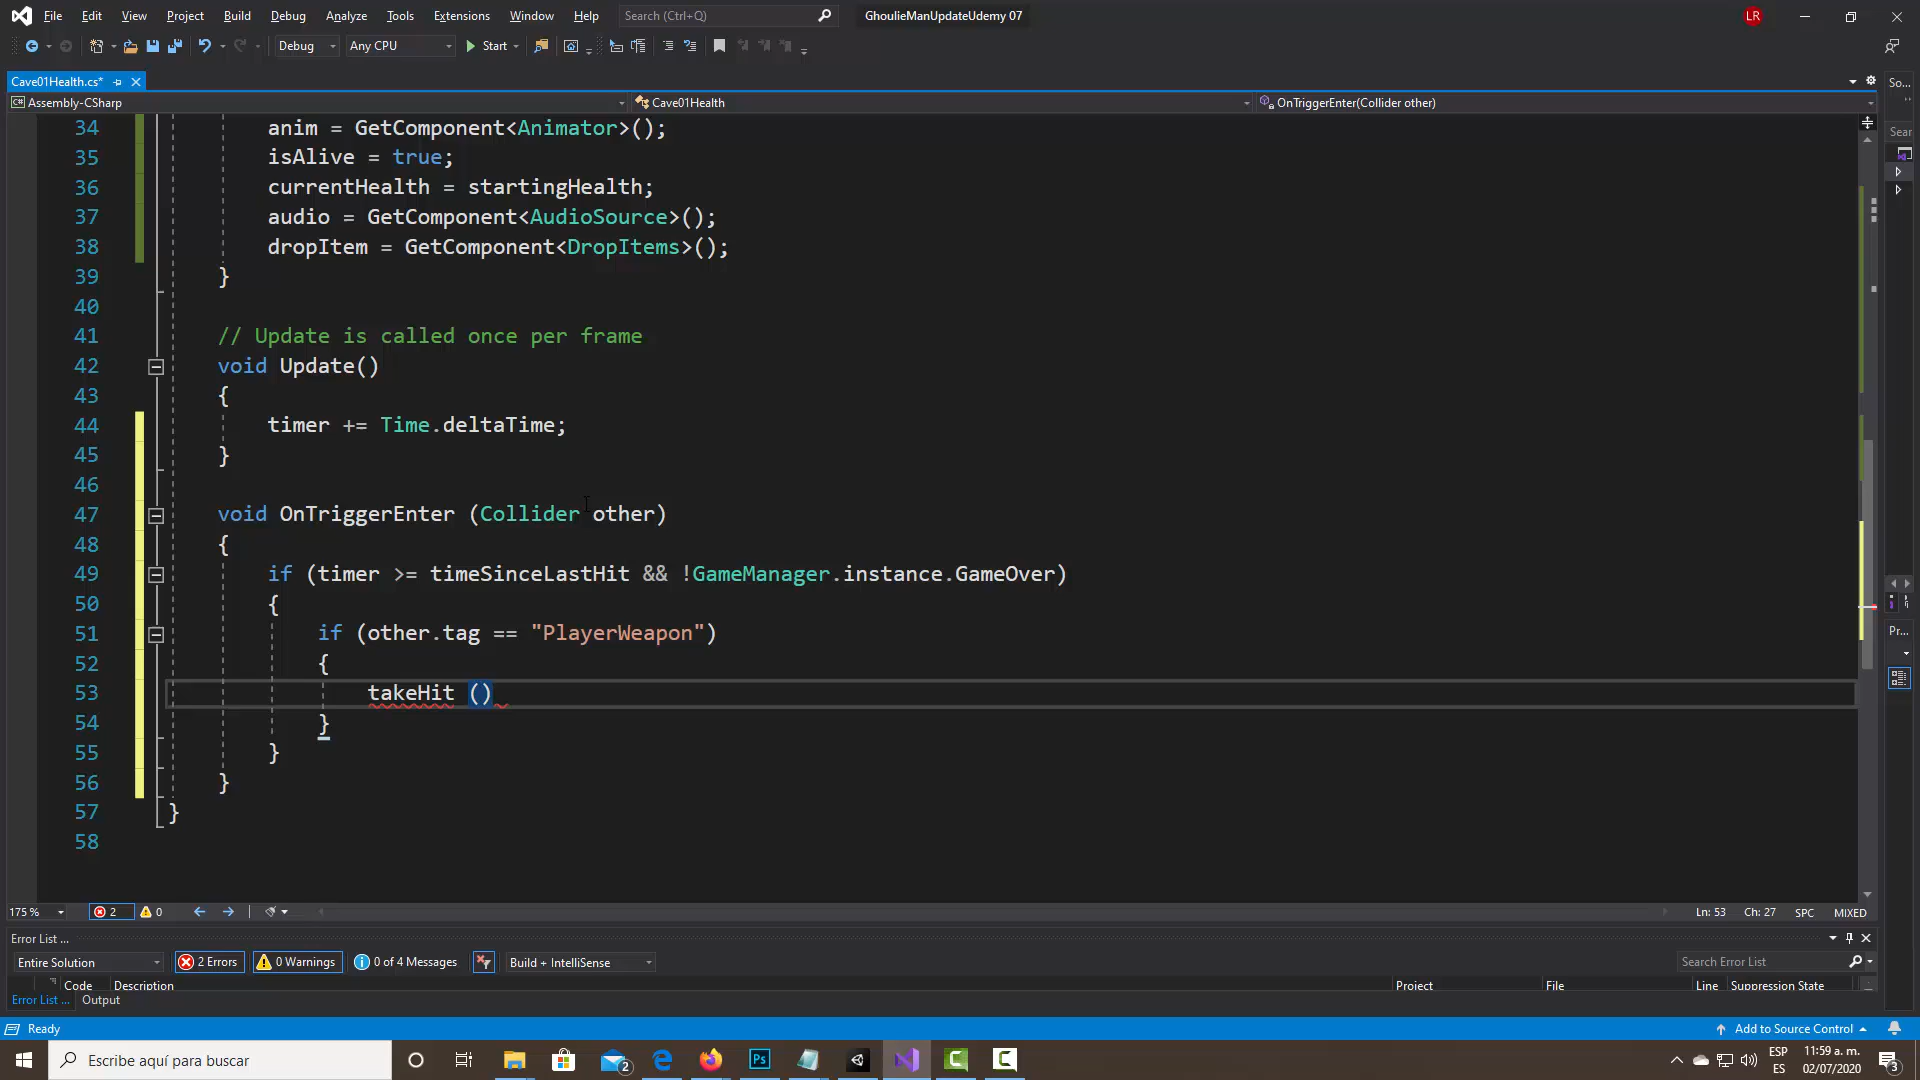 File Edit View Project Build Debug Analyze Tools Extensions Window Help Search (Ctrl+Q) GhoulieManUpdateUdemy 07 LR
Debug Any CPU Start
Cave01Health.cs* So...
Assembly-CSharp Cave01Health OnTriggerEnter(Collider other)
34 anim = GetComponent<Animator>(); Sear
35 isAlive = true;
36 currentHealth = startingHealth;
37 audio = GetComponent<AudioSource>();
38 dropItem = GetComponent<DropItems>();
39 }
40
41 // Update is called once per frame
42 void Update()
43 {
44 timer += Time.deltaTime;
45 }
46
47 void OnTriggerEnter (Collider other)
48 {
49 if (timer >= timeSinceLastHit && !GameManager.instance.GameOver)
50 {
51 if (other.tag == "PlayerWeapon") Pr...
52 {
53 takeHit ()
54 }
55 }
56 }
57 }
58
175 % 2 0 Ln: 53 Ch: 27 SPC MIXED
Error List ...
Entire Solution 2 Errors 0 Warnings 0 of 4 Messages Build + IntelliSense Search Error List
Code Description Project File Line Suppression State
Error List ... Output
Ready Add to Source Control
Escribe aquí para buscar 2 Ps ESP 11:59 a. m.
ES 02/07/2020 3